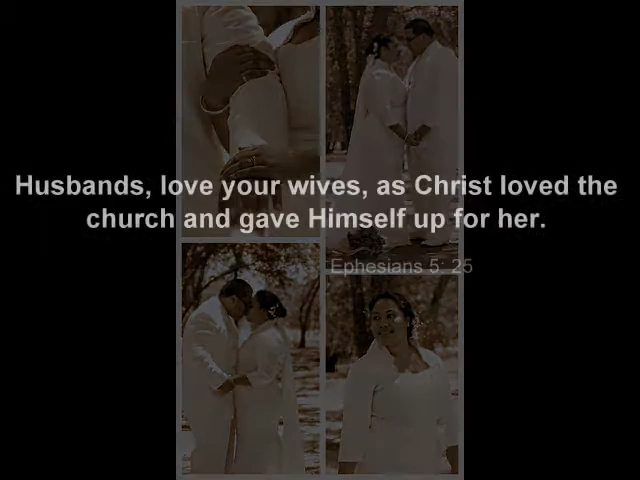 Husbands, love your wives, as Christ loved the
church and gave Himself up for her.
Ephesians 5: 25